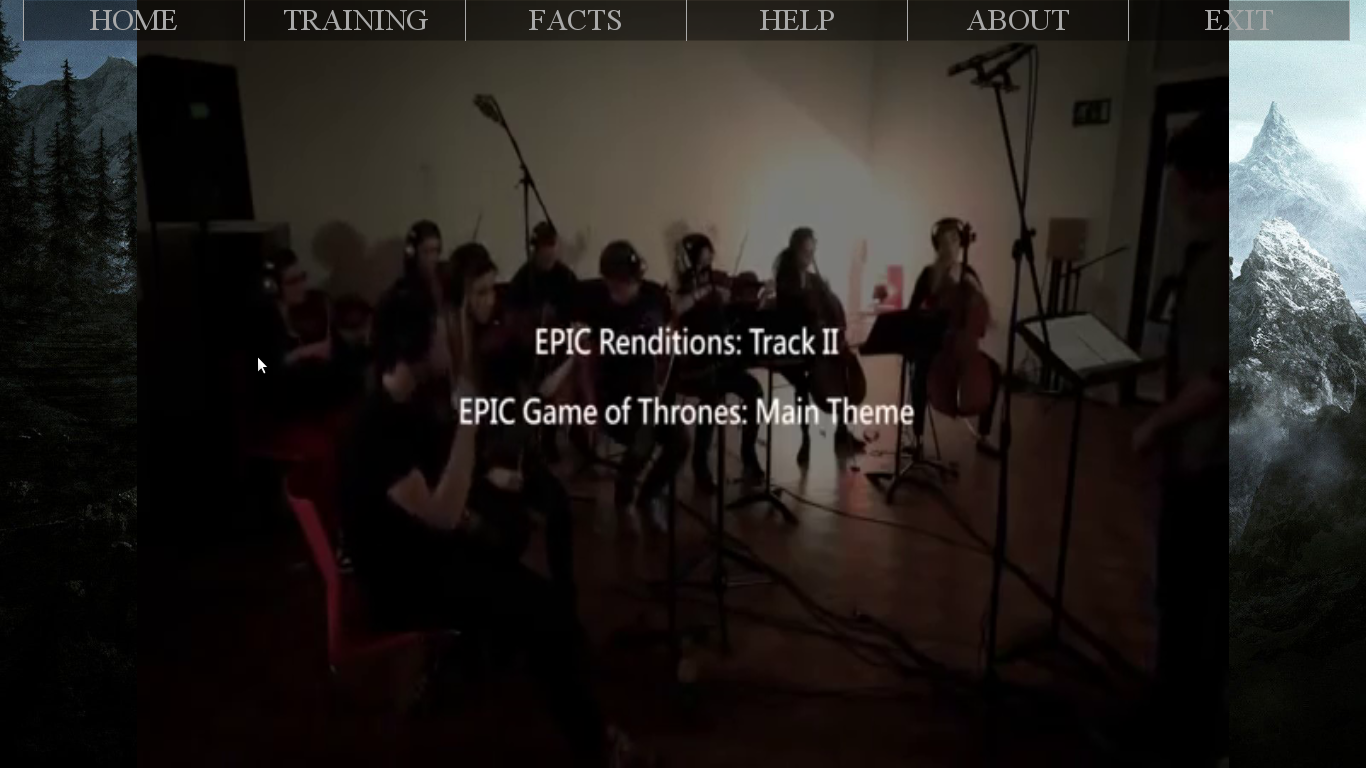 HOME
TRAINING
FACTS
HELP
ABOUT
EXIT
EPIC Renditions: Track II
EPIC Game of Thrones: Main Theme